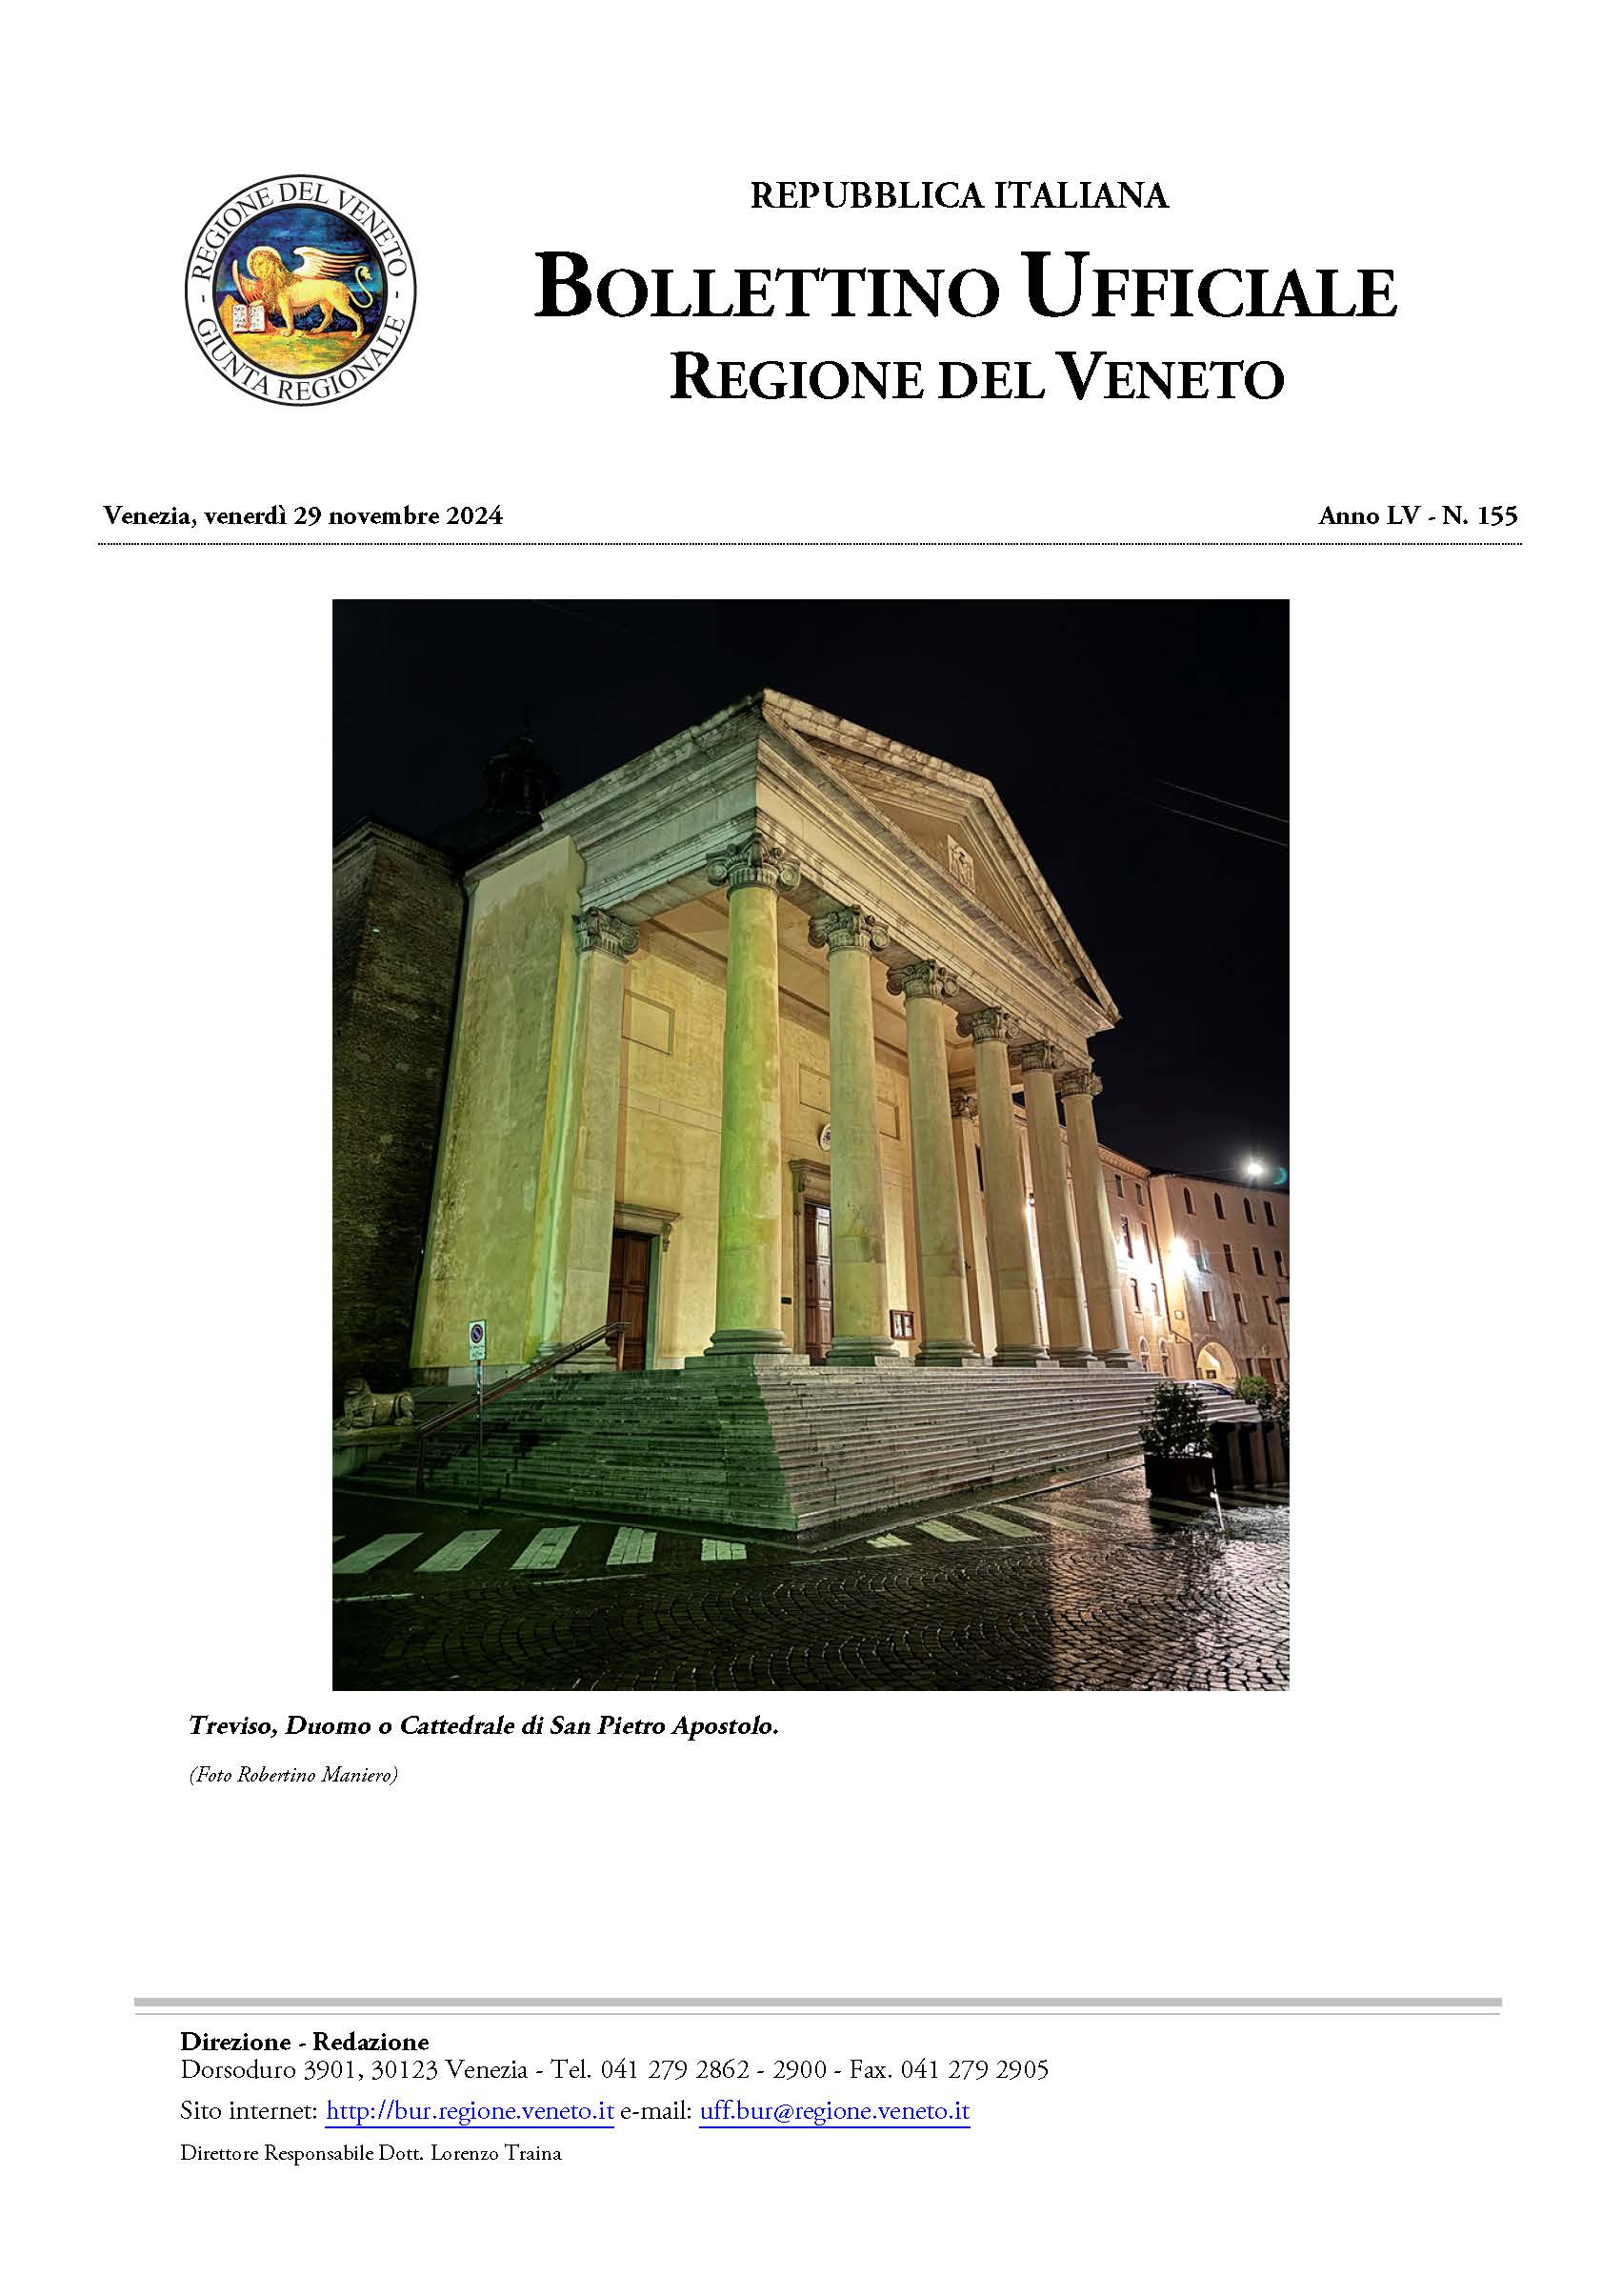 REGIONE DEL VENETO
- GIUNTA REGIONALE -
REPUBBLICA ITALIANA
BOLLETTINO UFFICIALE
REGIONE DEL VENETO
Venezia, venerdì 29 novembre 2024
Anno LV - N. 155
Treviso, Duomo o Cattedrale di San Pietro Apostolo.
(Foto Robertino Maniero)
Direzione - Redazione
Dorsoduro 3901, 30123 Venezia - Tel. 041 279 2862 - 2900 - Fax. 041 279 2905
Sito internet: http://bur.regione.veneto.it e-mail: uff.bur@regione.veneto.it
Direttore Responsabile Dott. Lorenzo Traina